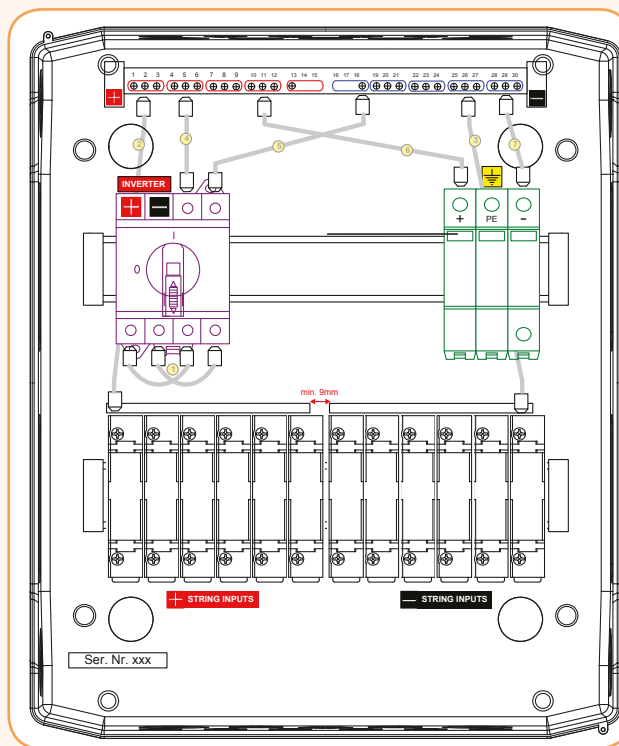 1 2 3 4 5 6 7 8 9 10 11 12 13 14 15 16 17 18 19 20 21 22 23 24 25 26 27 28 29 30
+ −
2 4 5 6 3 7
INVERTER
+ −
+ PE -
I
0
1
min. 9mm
+ STRING INPUTS − STRING INPUTS
Ser. Nr. xxx